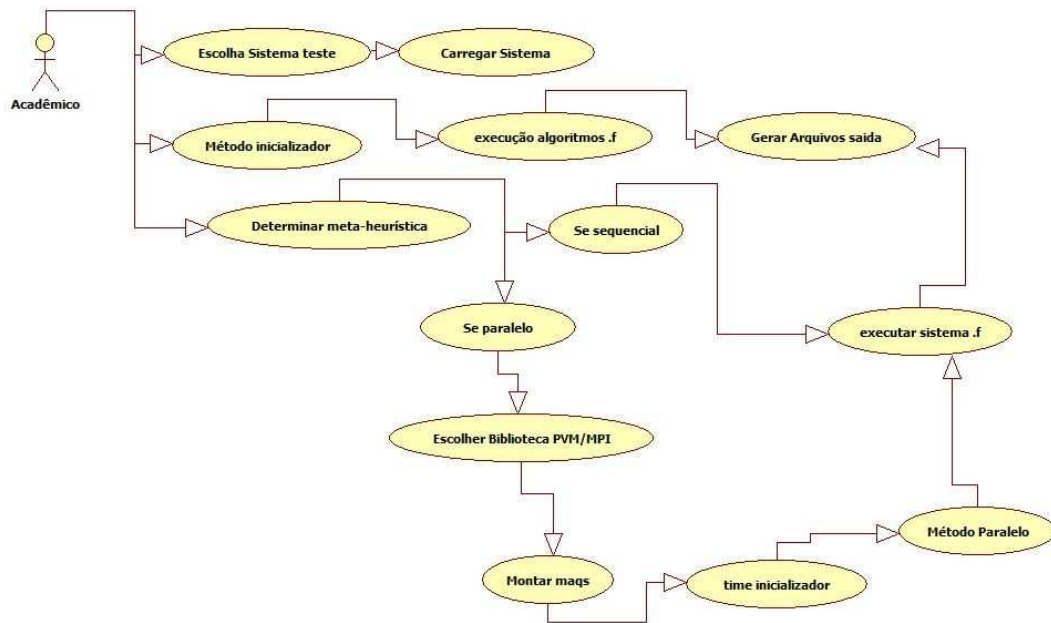 Escolha Sistema teste
Carregar Sistema
Acadêmico
Método inicializador
execução algoritmos .f
Gerar Arquivos saida
Determinar meta-heurística
Se sequencial
Se paralelo
executar sistema .f
Escolher Biblioteca PVM/MPI
Método Paralelo
Montar maqs
time inicializador